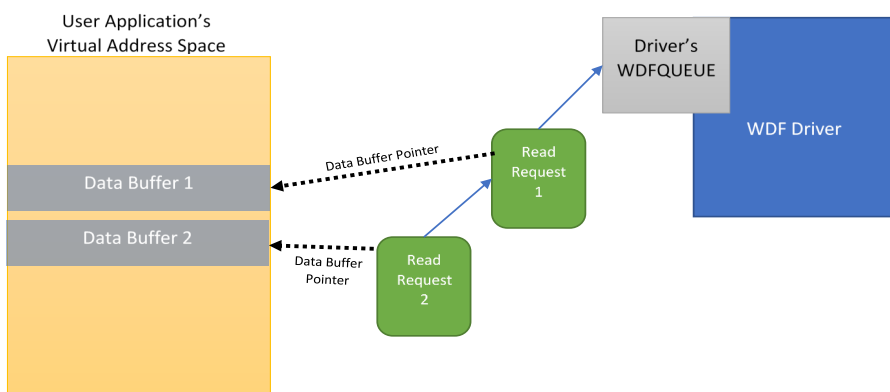 User Application's
Virtual Address Space
Driver's
WDFQUEUE
WDF Driver
Data Buffer Pointer
Read
Request
1
Data Buffer 1
Data Buffer 2
Data Buffer
Pointer
Read
Request
2